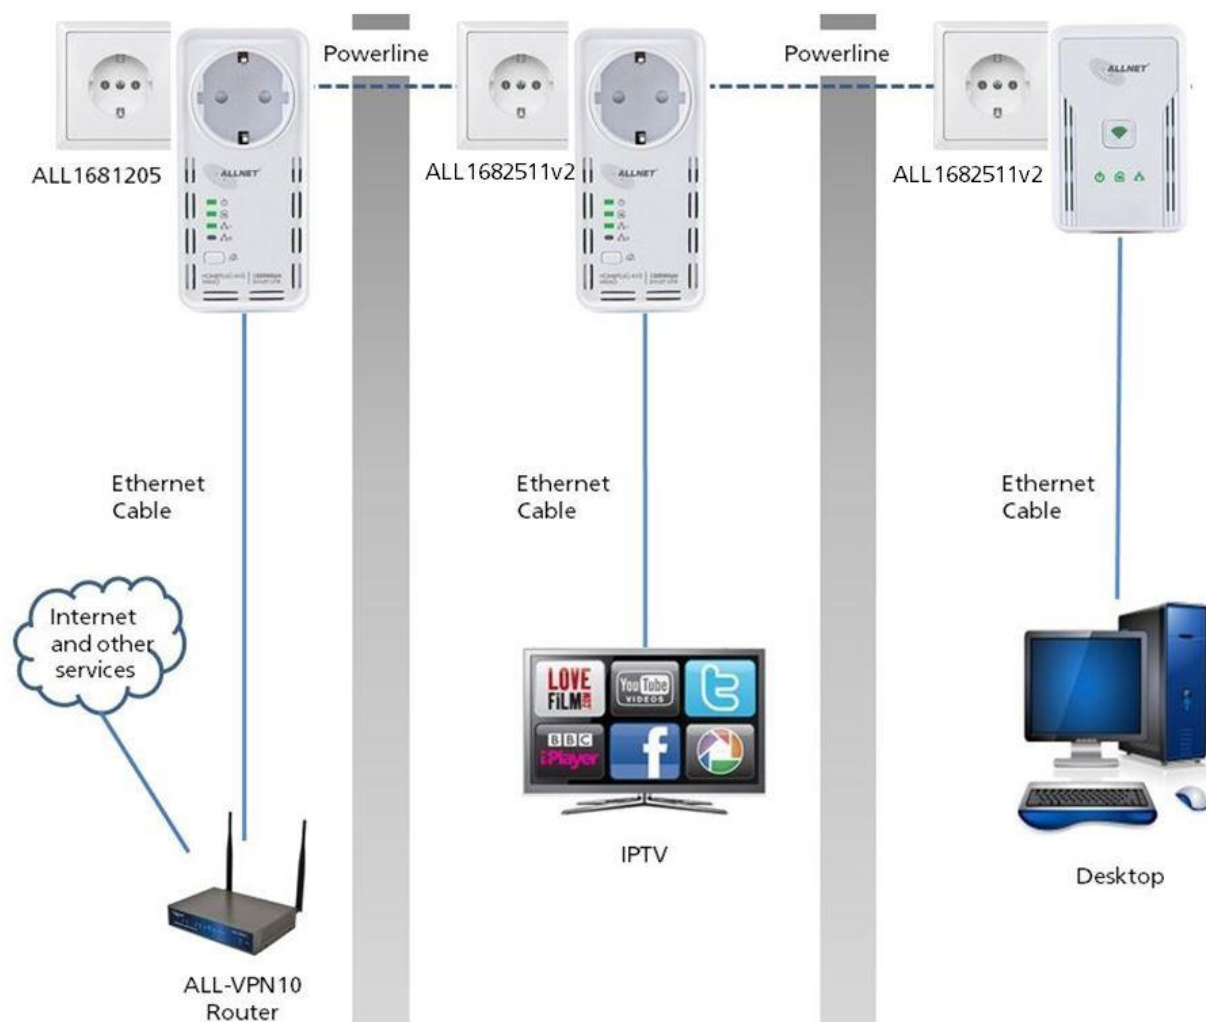 Powerline
Powerline
ALL1681205
ALL1682511v2
ALL1682511v2
ALLNET
ALLNET
ALLNET
Ethernet
Cable
Ethernet
Cable
Ethernet
Cable
Internet
and other
services
LOVE
FiLM
You Tube
VIDEOS
BBC
iPlayer
IPTV
Desktop
ALL-VPN10
Router